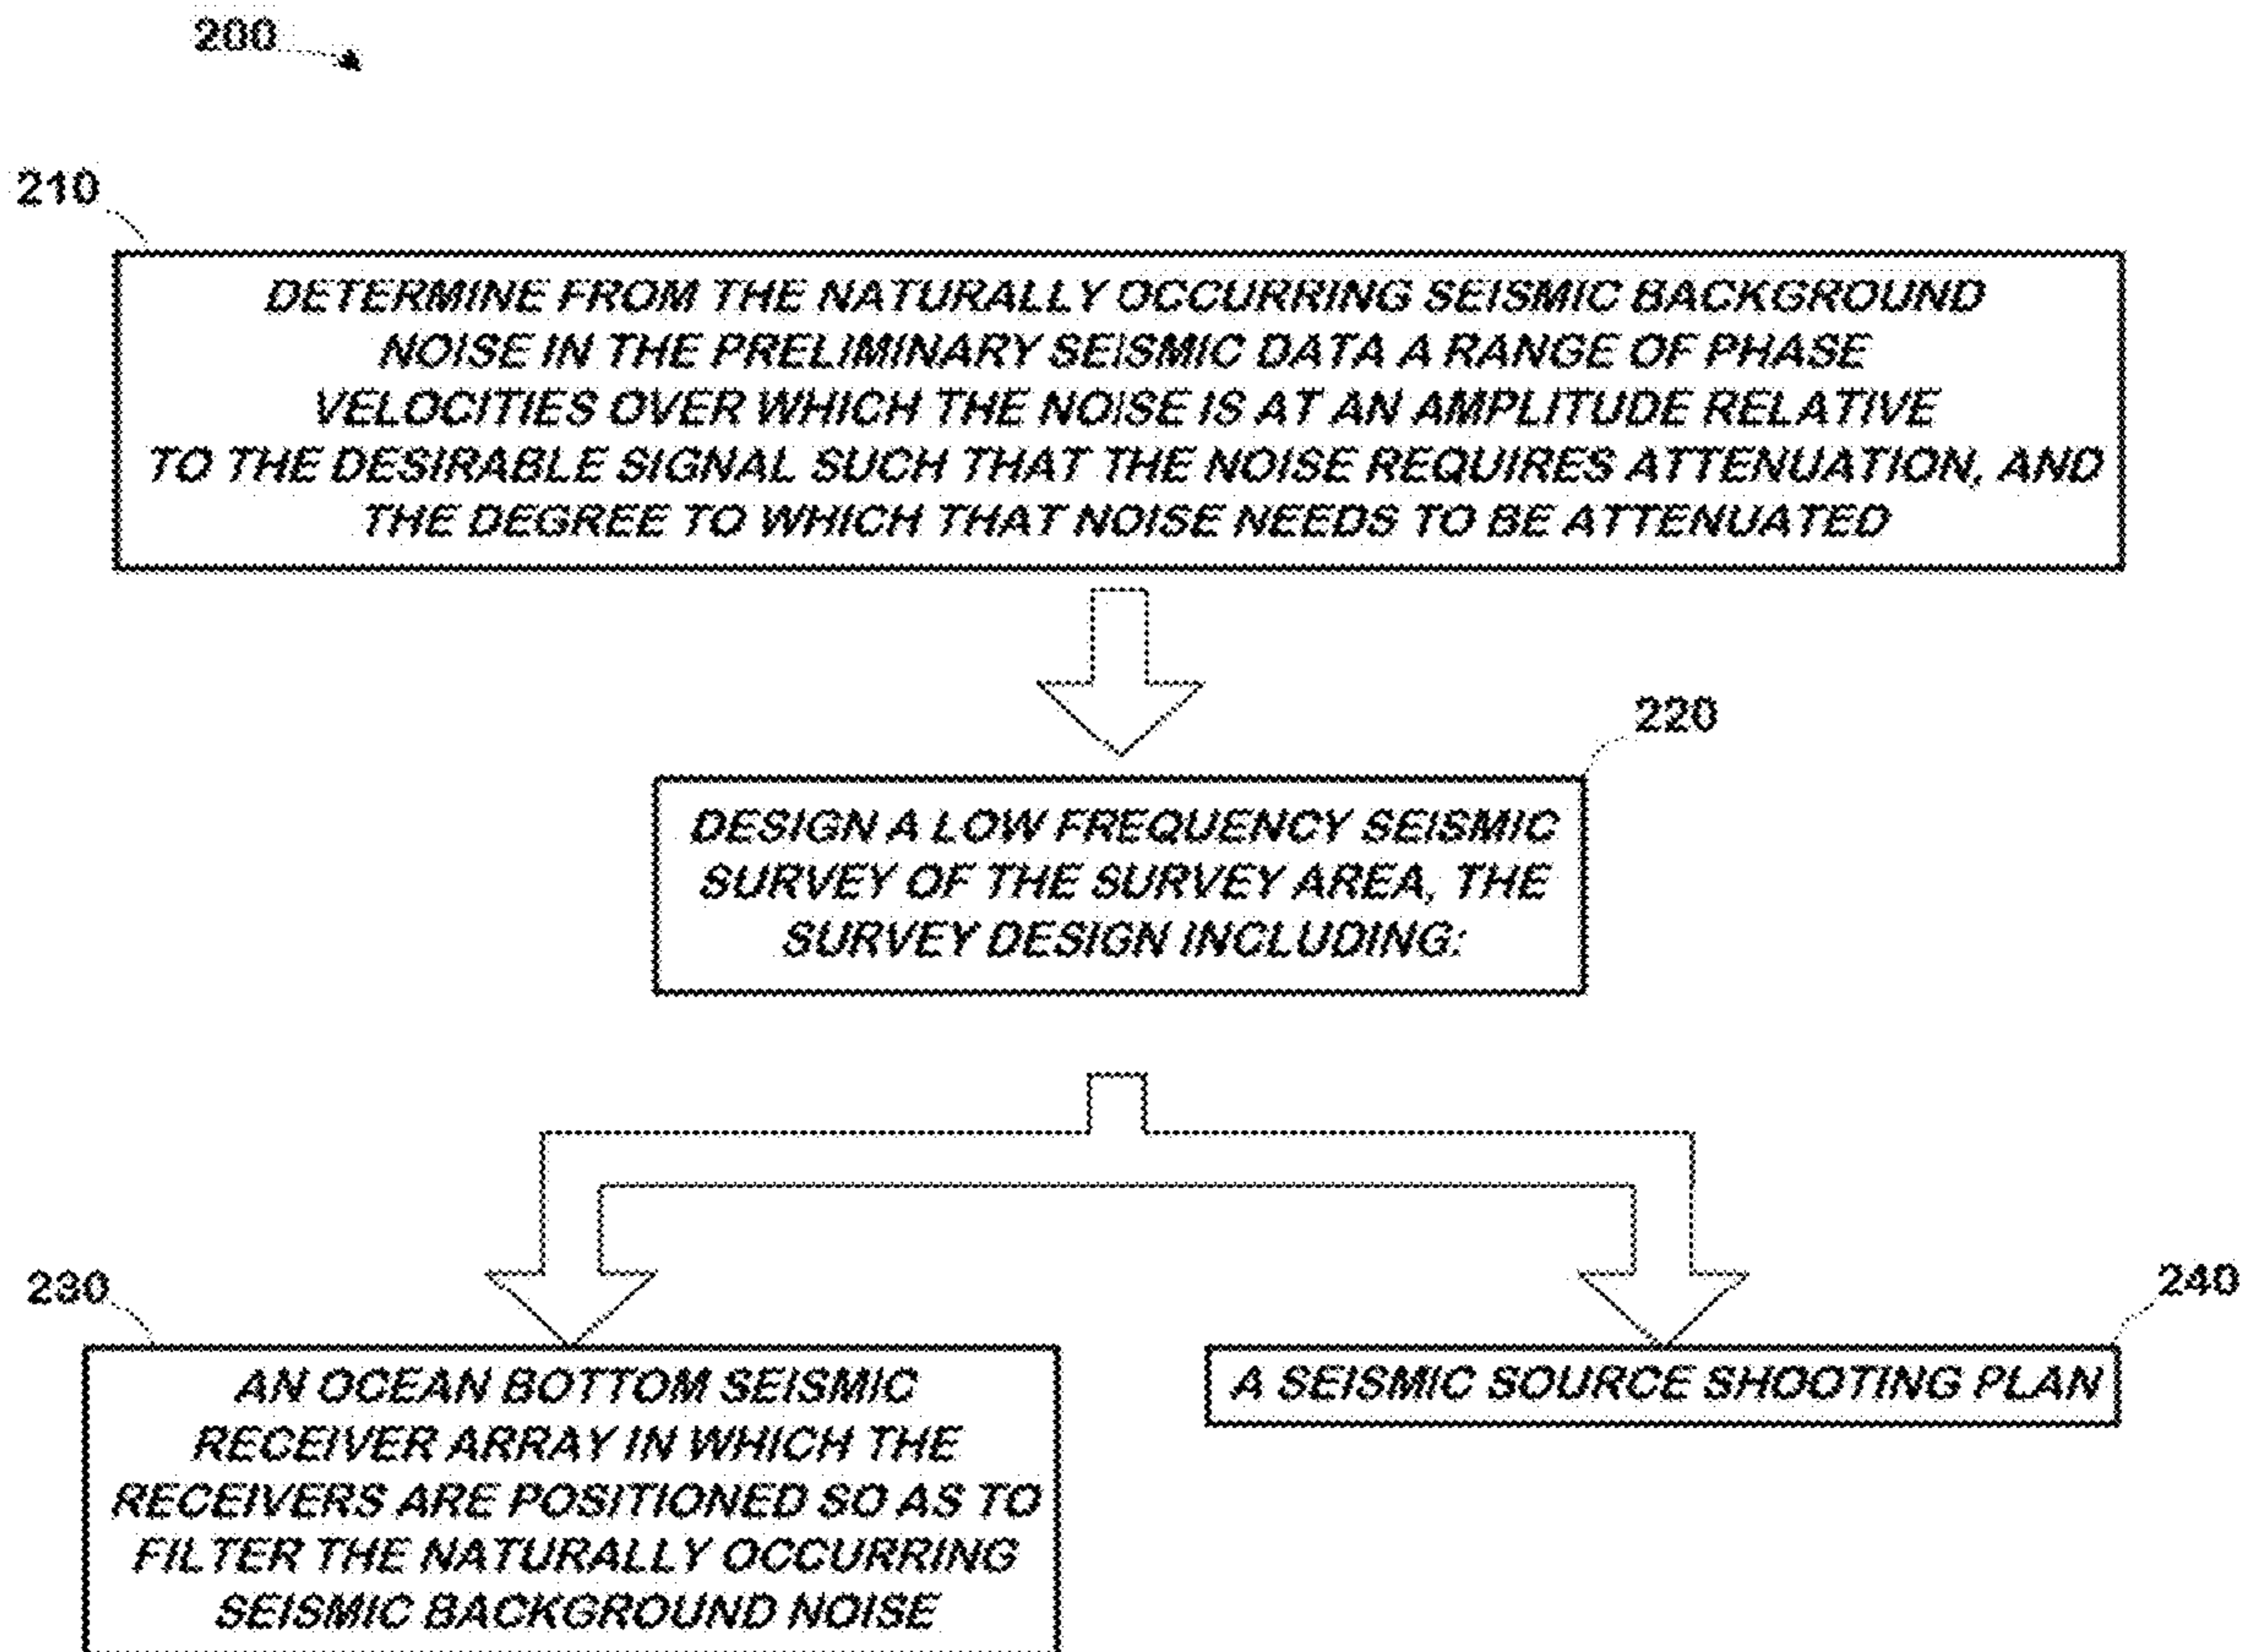 200
210
DETERMINE FROM THE NATURALLY OCCURRING SEISMIC BACKGROUND
NOISE IN THE PRELIMINARY SEISMIC DATA A RANGE OF PHASE
VELOCITIES OVER WHICH THE NOISE IS AT AN AMPLITUDE RELATIVE
TO THE DESIRABLE SIGNAL SUCH THAT THE NOISE REQUIRES ATTENUATION, AND
THE DEGREE TO WHICH THAT NOISE NEEDS TO BE ATTENUATED
220
DESIGN A LOW FREQUENCY SEISMIC
SURVEY OF THE SURVEY AREA, THE
SURVEY DESIGN INCLUDING:
230
AN OCEAN BOTTOM SEISMIC
RECEIVER ARRAY IN WHICH THE
RECEIVERS ARE POSITIONED SO AS TO
FILTER THE NATURALLY OCCURRING
SEISMIC BACKGROUND NOISE
240
A SEISMIC SOURCE SHOOTING PLAN